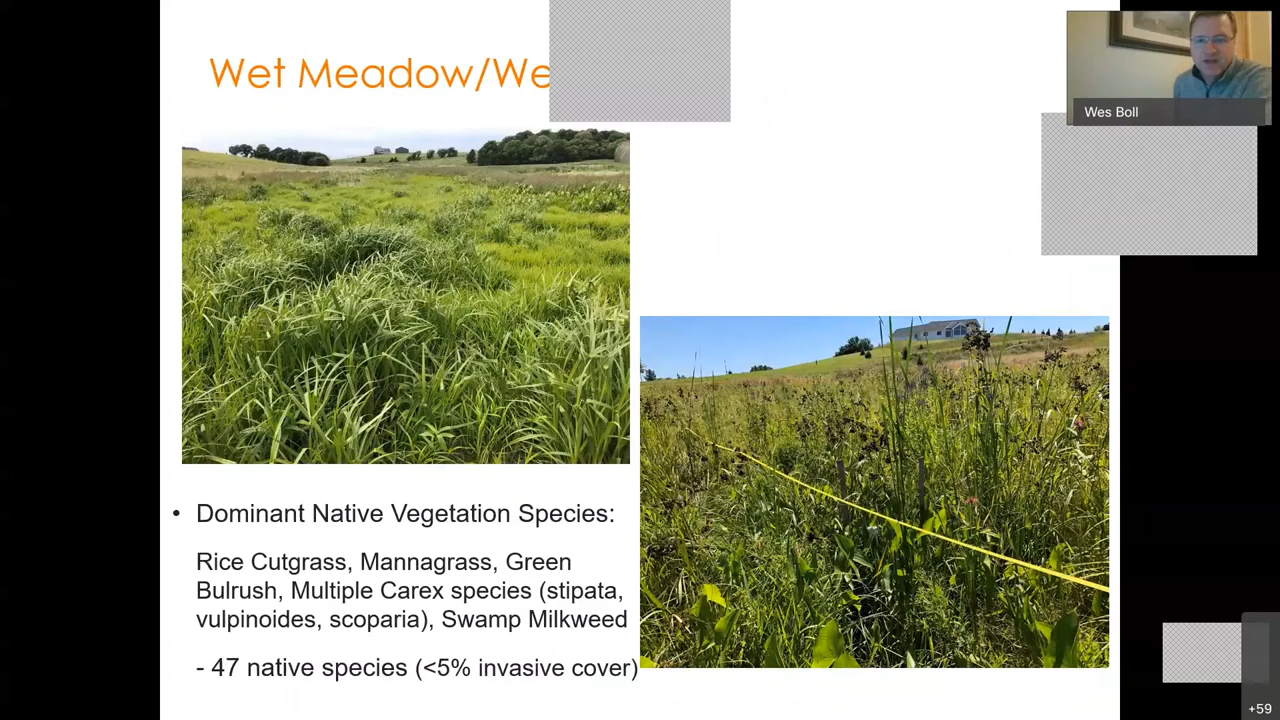 Wet Meadow/We
Wes Boll
• Dominant Native Vegetation Species:
Rice Cutgrass, Mannagrass, Green
Bulrush, Multiple Carex species (stipata,
vulpinoides, scoparia), Swamp Milkweed
- 47 native species (<5% invasive cover)
+59